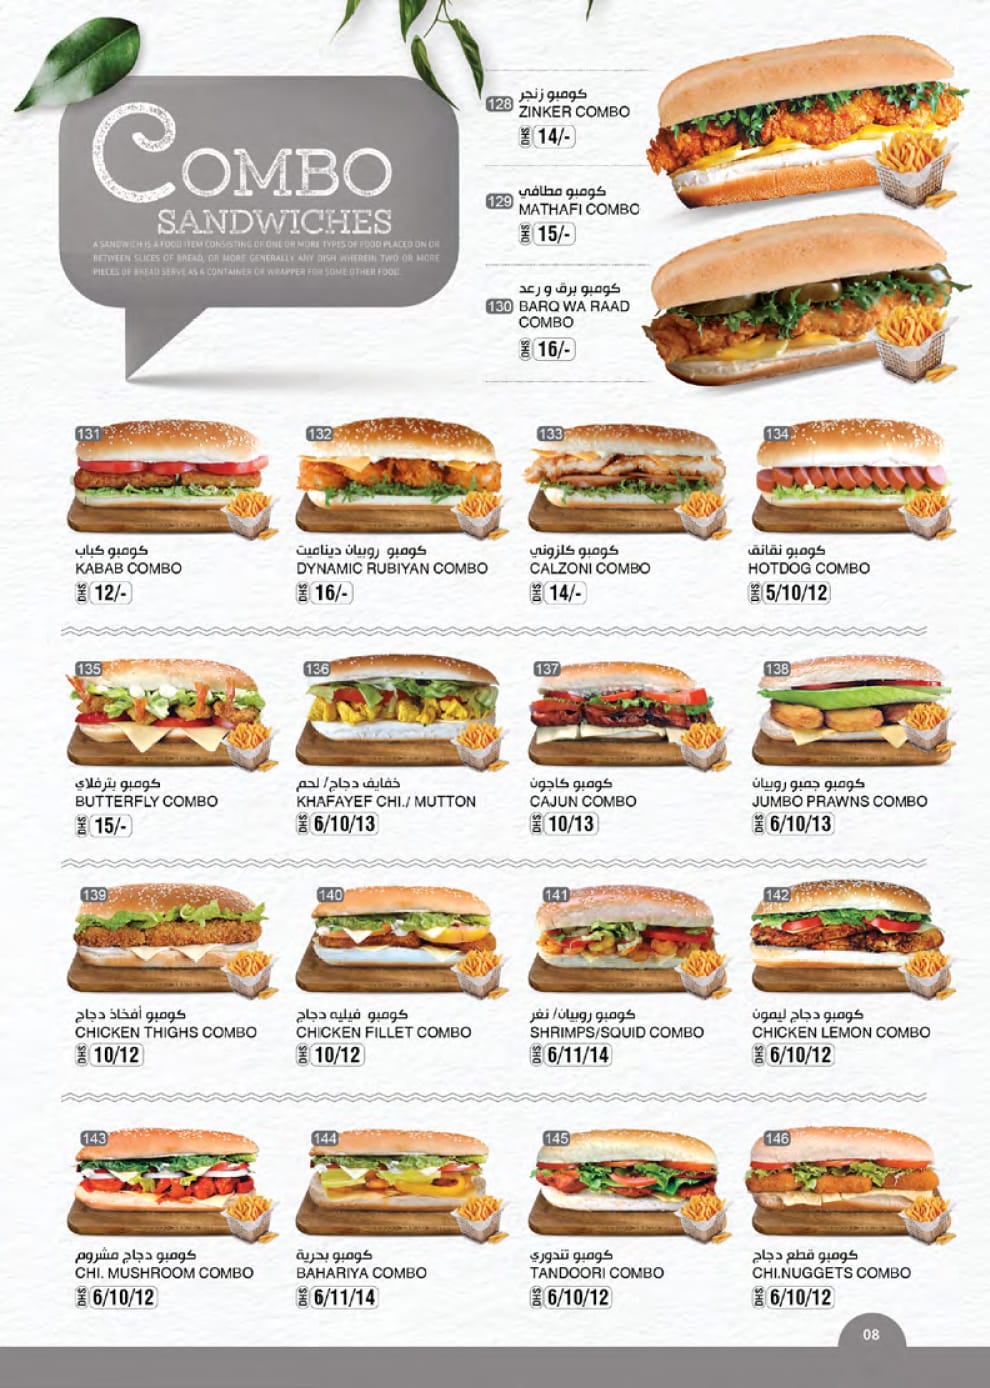 COMBO
SANDWICHES
A SANDWICH IS A FOOD ITEM CONSISTING OF ONE OR MORE TYPES OF FOOD PLACED ON OR
BETWEEN SLICES OF BREAD, OR MORE GENERALLY ANY DISH WHEREIN TWO OR MORE
PIECES OF BREAD SERVE AS A CONTAINER OR WRAPPER FOR SOME OTHER FOOD.
كومبو زنجر
128 ZINKER COMBO
DHS 14/-
كومبو مطافي
129 MATHAFI COMBO
DHS 15/-
كومبو برق و رعد
130 BARQ WA RAAD
COMBO
DHS 16/-
131
كومبو كباب
KABAB COMBO
DHS 12/-
132
كومبو روبيان ديناميت
DYNAMIC RUBIYAN COMBO
DHS 16/-
133
كومبو كلزوني
CALZONI COMBO
DHS 14/-
134
كومبو نقانق
HOTDOG COMBO
DHS 5/10/12
135
كومبو بترفلاي
BUTTERFLY COMBO
DHS 15/-
136
خفايف دجاج/ لحم
KHAFAYEF CHI./ MUTTON
DHS 6/10/13
137
كومبو كاجون
CAJUN COMBO
DHS 10/13
138
كومبو جمبو روبيان
JUMBO PRAWNS COMBO
DHS 6/10/13
139
كومبو أفخاذ دجاج
CHICKEN THIGHS COMBO
DHS 10/12
140
كومبو فيليه دجاج
CHICKEN FILLET COMBO
DHS 10/12
141
كومبو روبيان/ نغر
SHRIMPS/SQUID COMBO
DHS 6/11/14
142
كومبو دجاج ليمون
CHICKEN LEMON COMBO
DHS 6/10/12
143
كومبو دجاج مشروم
CHI. MUSHROOM COMBO
DHS 6/10/12
144
كومبو بحرية
BAHARIYA COMBO
DHS 6/11/14
145
كومبو تندوري
TANDOORI COMBO
DHS 6/10/12
146
كومبو قطع دجاج
CHI.NUGGETS COMBO
DHS 6/10/12
08